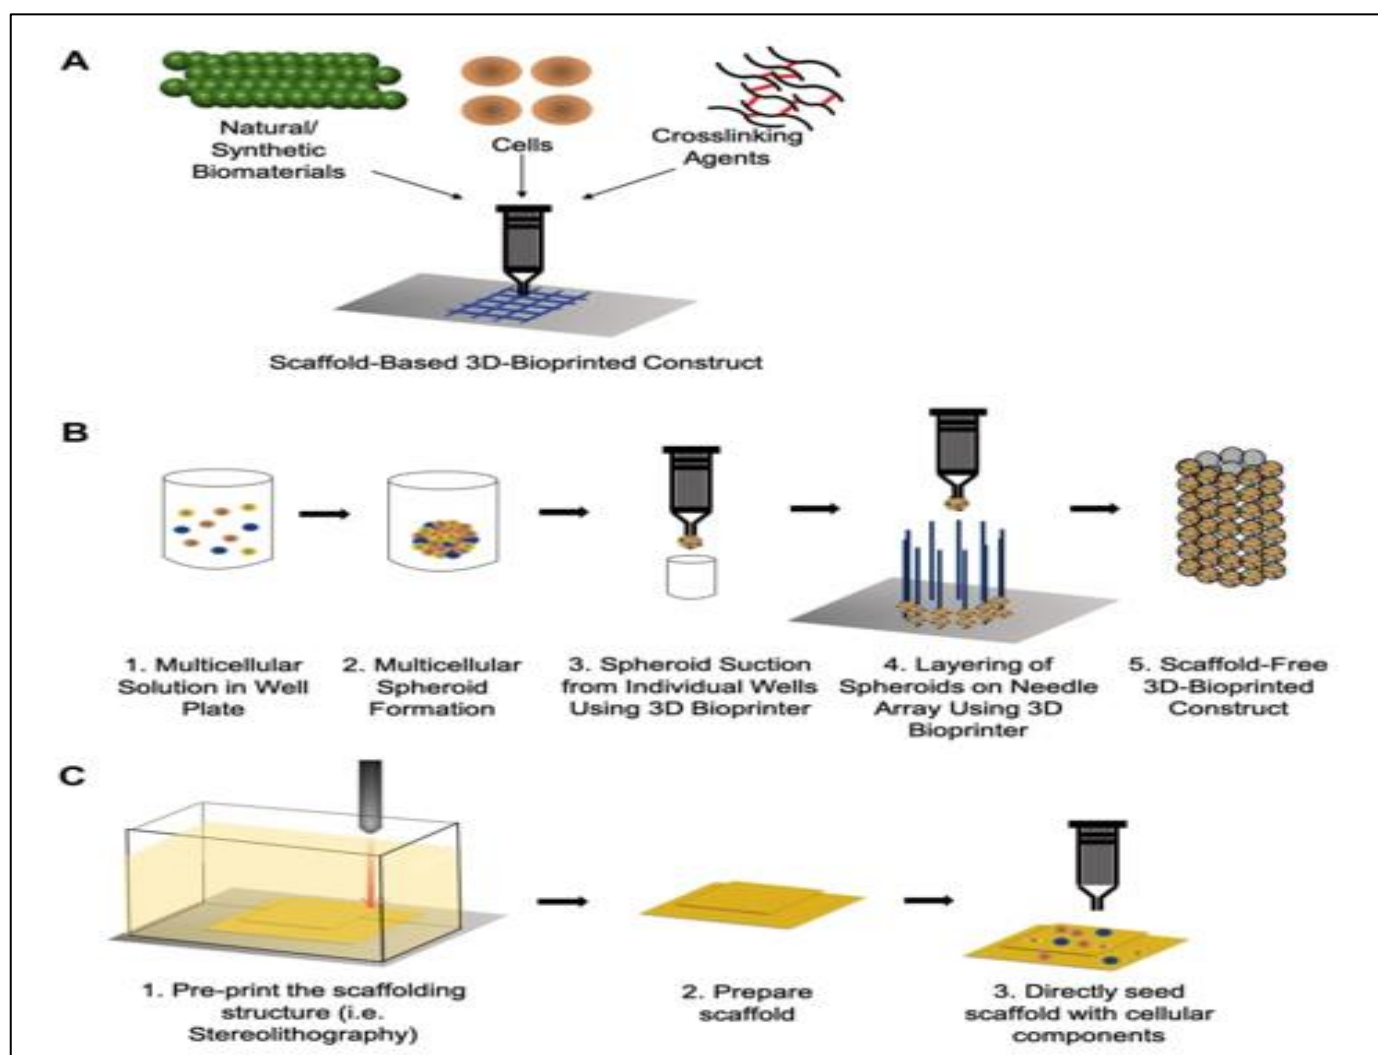 A
Natural/
Synthetic
Biomaterials
Cells
Crosslinking
Agents
Scaffold-Based 3D-Bioprinted Construct
B
1. Multicellular
Solution in Well
Plate
2. Multicellular
Spheroid
Formation
3. Spheroid Suction
from Individual Wells
Using 3D Bioprinter
4. Layering of
Spheroids on Needle
Array Using 3D
Bioprinter
5. Scaffold-Free
3D-Bioprinted
Construct
C
1. Pre-print the scaffolding
structure (i.e.
Stereolithography)
2. Prepare
scaffold
3. Directly seed
scaffold with cellular
components